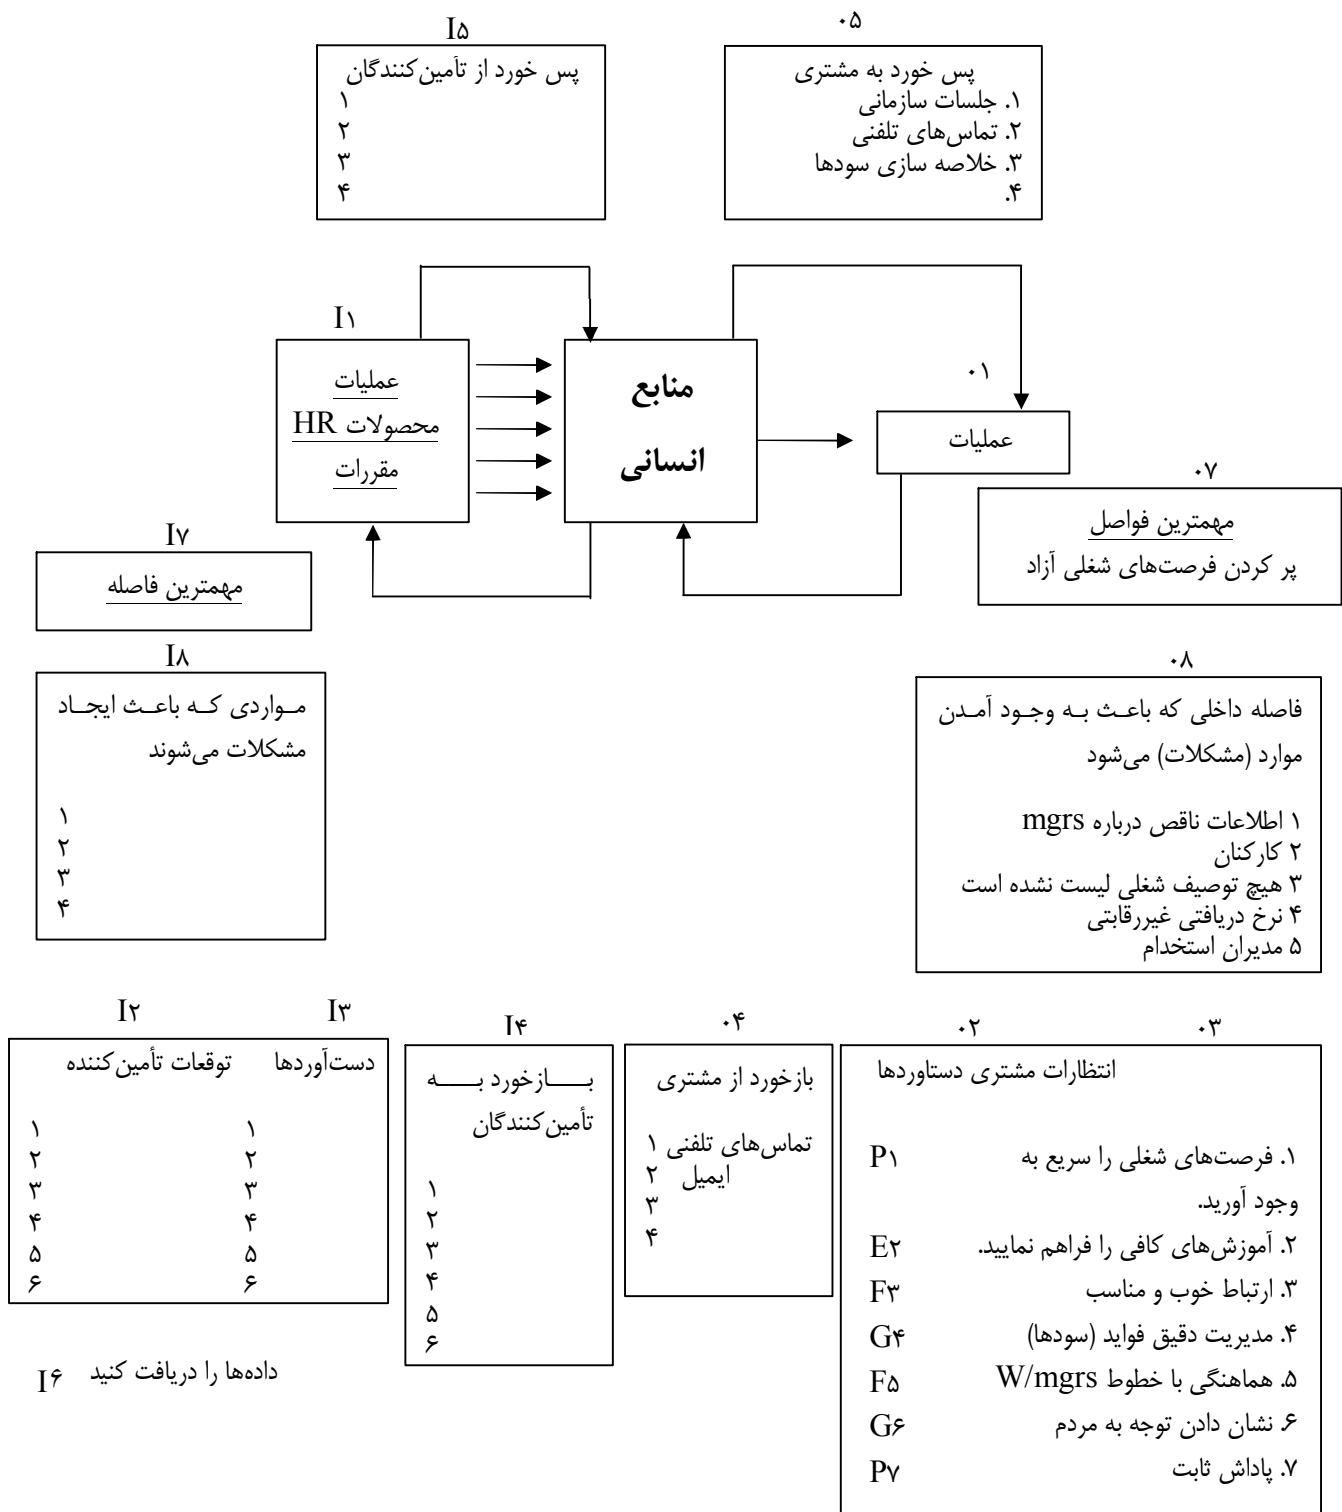 I۵
پس خورد از تأمین‌کنندگان
۱
۲
۳
۴
۰۵
پس خورد به مشتری
۱. جلسات سازمانی
۲. تماس‌های تلفنی
۳. خلاصه سازی سودها
۴.
I۱
عملیات
محصولات HR
مقررات
منابع
انسانی
۰۱
عملیات
۰۷
مهمترین فواصل
پر کردن فرصت‌های شغلی آزاد
I۷
مهمترین فاصله
I۸
مواردی که باعث ایجاد
مشکلات می‌شوند
۱
۲
۳
۴
۰۸
فاصله داخلی که باعث به وجود آمدن
موارد (مشکلات) می‌شود
۱ اطلاعات ناقص درباره mgrs
۲ کارکنان
۳ هیچ توصیف شغلی لیست نشده است
۴ نرخ دریافتی غیررقابتی
۵ مدیران استخدام
I۲ I۳
توقعات تأمین‌کننده دست‌آوردها
۱ ۱
۲ ۲
۳ ۳
۴ ۴
۵ ۵
۶ ۶
I۶ داده‌ها را دریافت کنید
I۴
بازخورد به
تأمین‌کنندگان
۱
۲
۳
۴
۵
۶
۰۴
بازخورد از مشتری
تماس‌های تلفنی ۱
ایمیل ۲
۳
۴
۰۲ ۰۳
انتظارات مشتری دستاوردها
۱. فرصت‌های شغلی را سریع به P۱
وجود آورید.
۲. آموزش‌های کافی را فراهم نمایید. E۲
۳. ارتباط خوب و مناسب F۳
۴. مدیریت دقیق فواید (سودها) G۴
۵. هماهنگی با خطوط W/mgrs F۵
۶. نشان دادن توجه به مردم G۶
۷. پاداش ثابت P۷